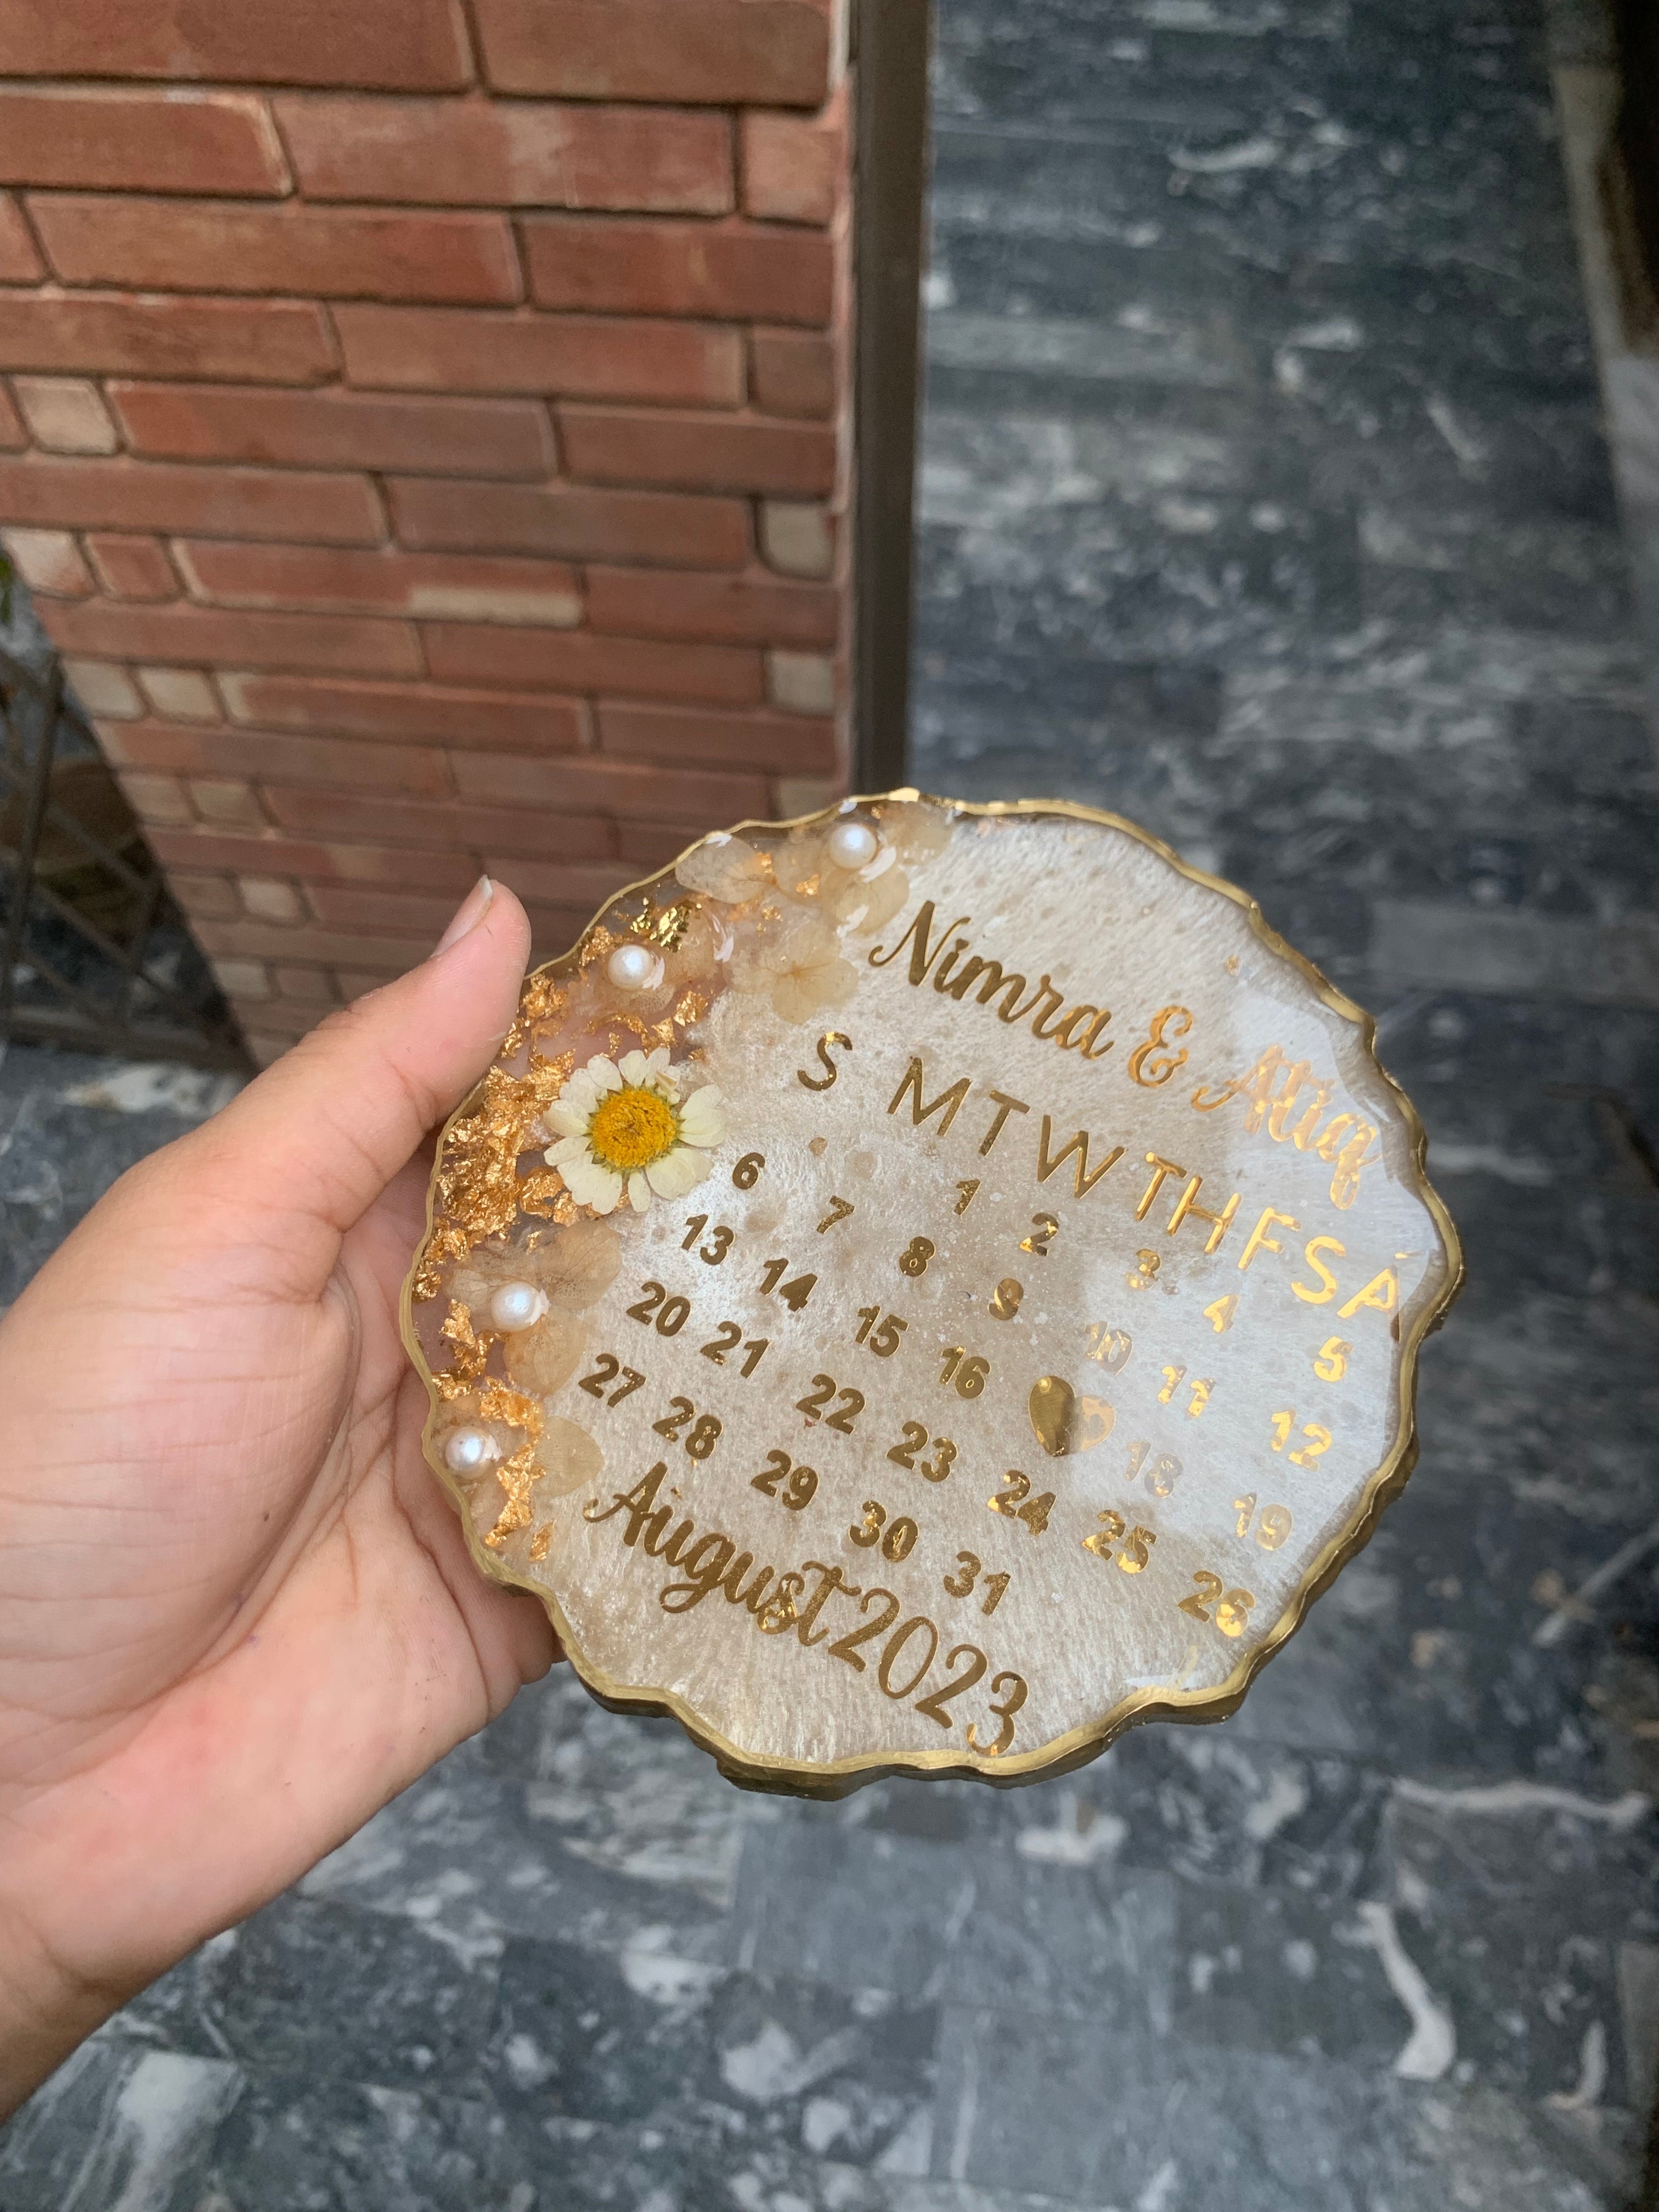 Nimra & Atiq
S M T W TH F SA
1 2 3 4 5
6 7 8 9 10 11 12
13 14 15 16 18 19
20 21 22 23 24 25 26
27 28 29 30 31
August 2023